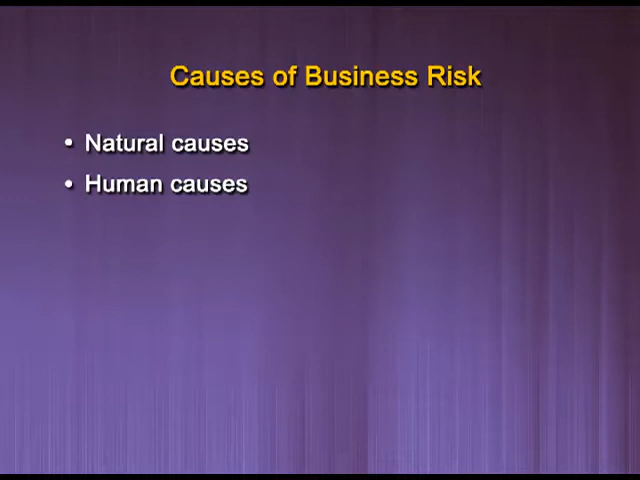 Causes of Business Risk
• Natural causes
• Human causes